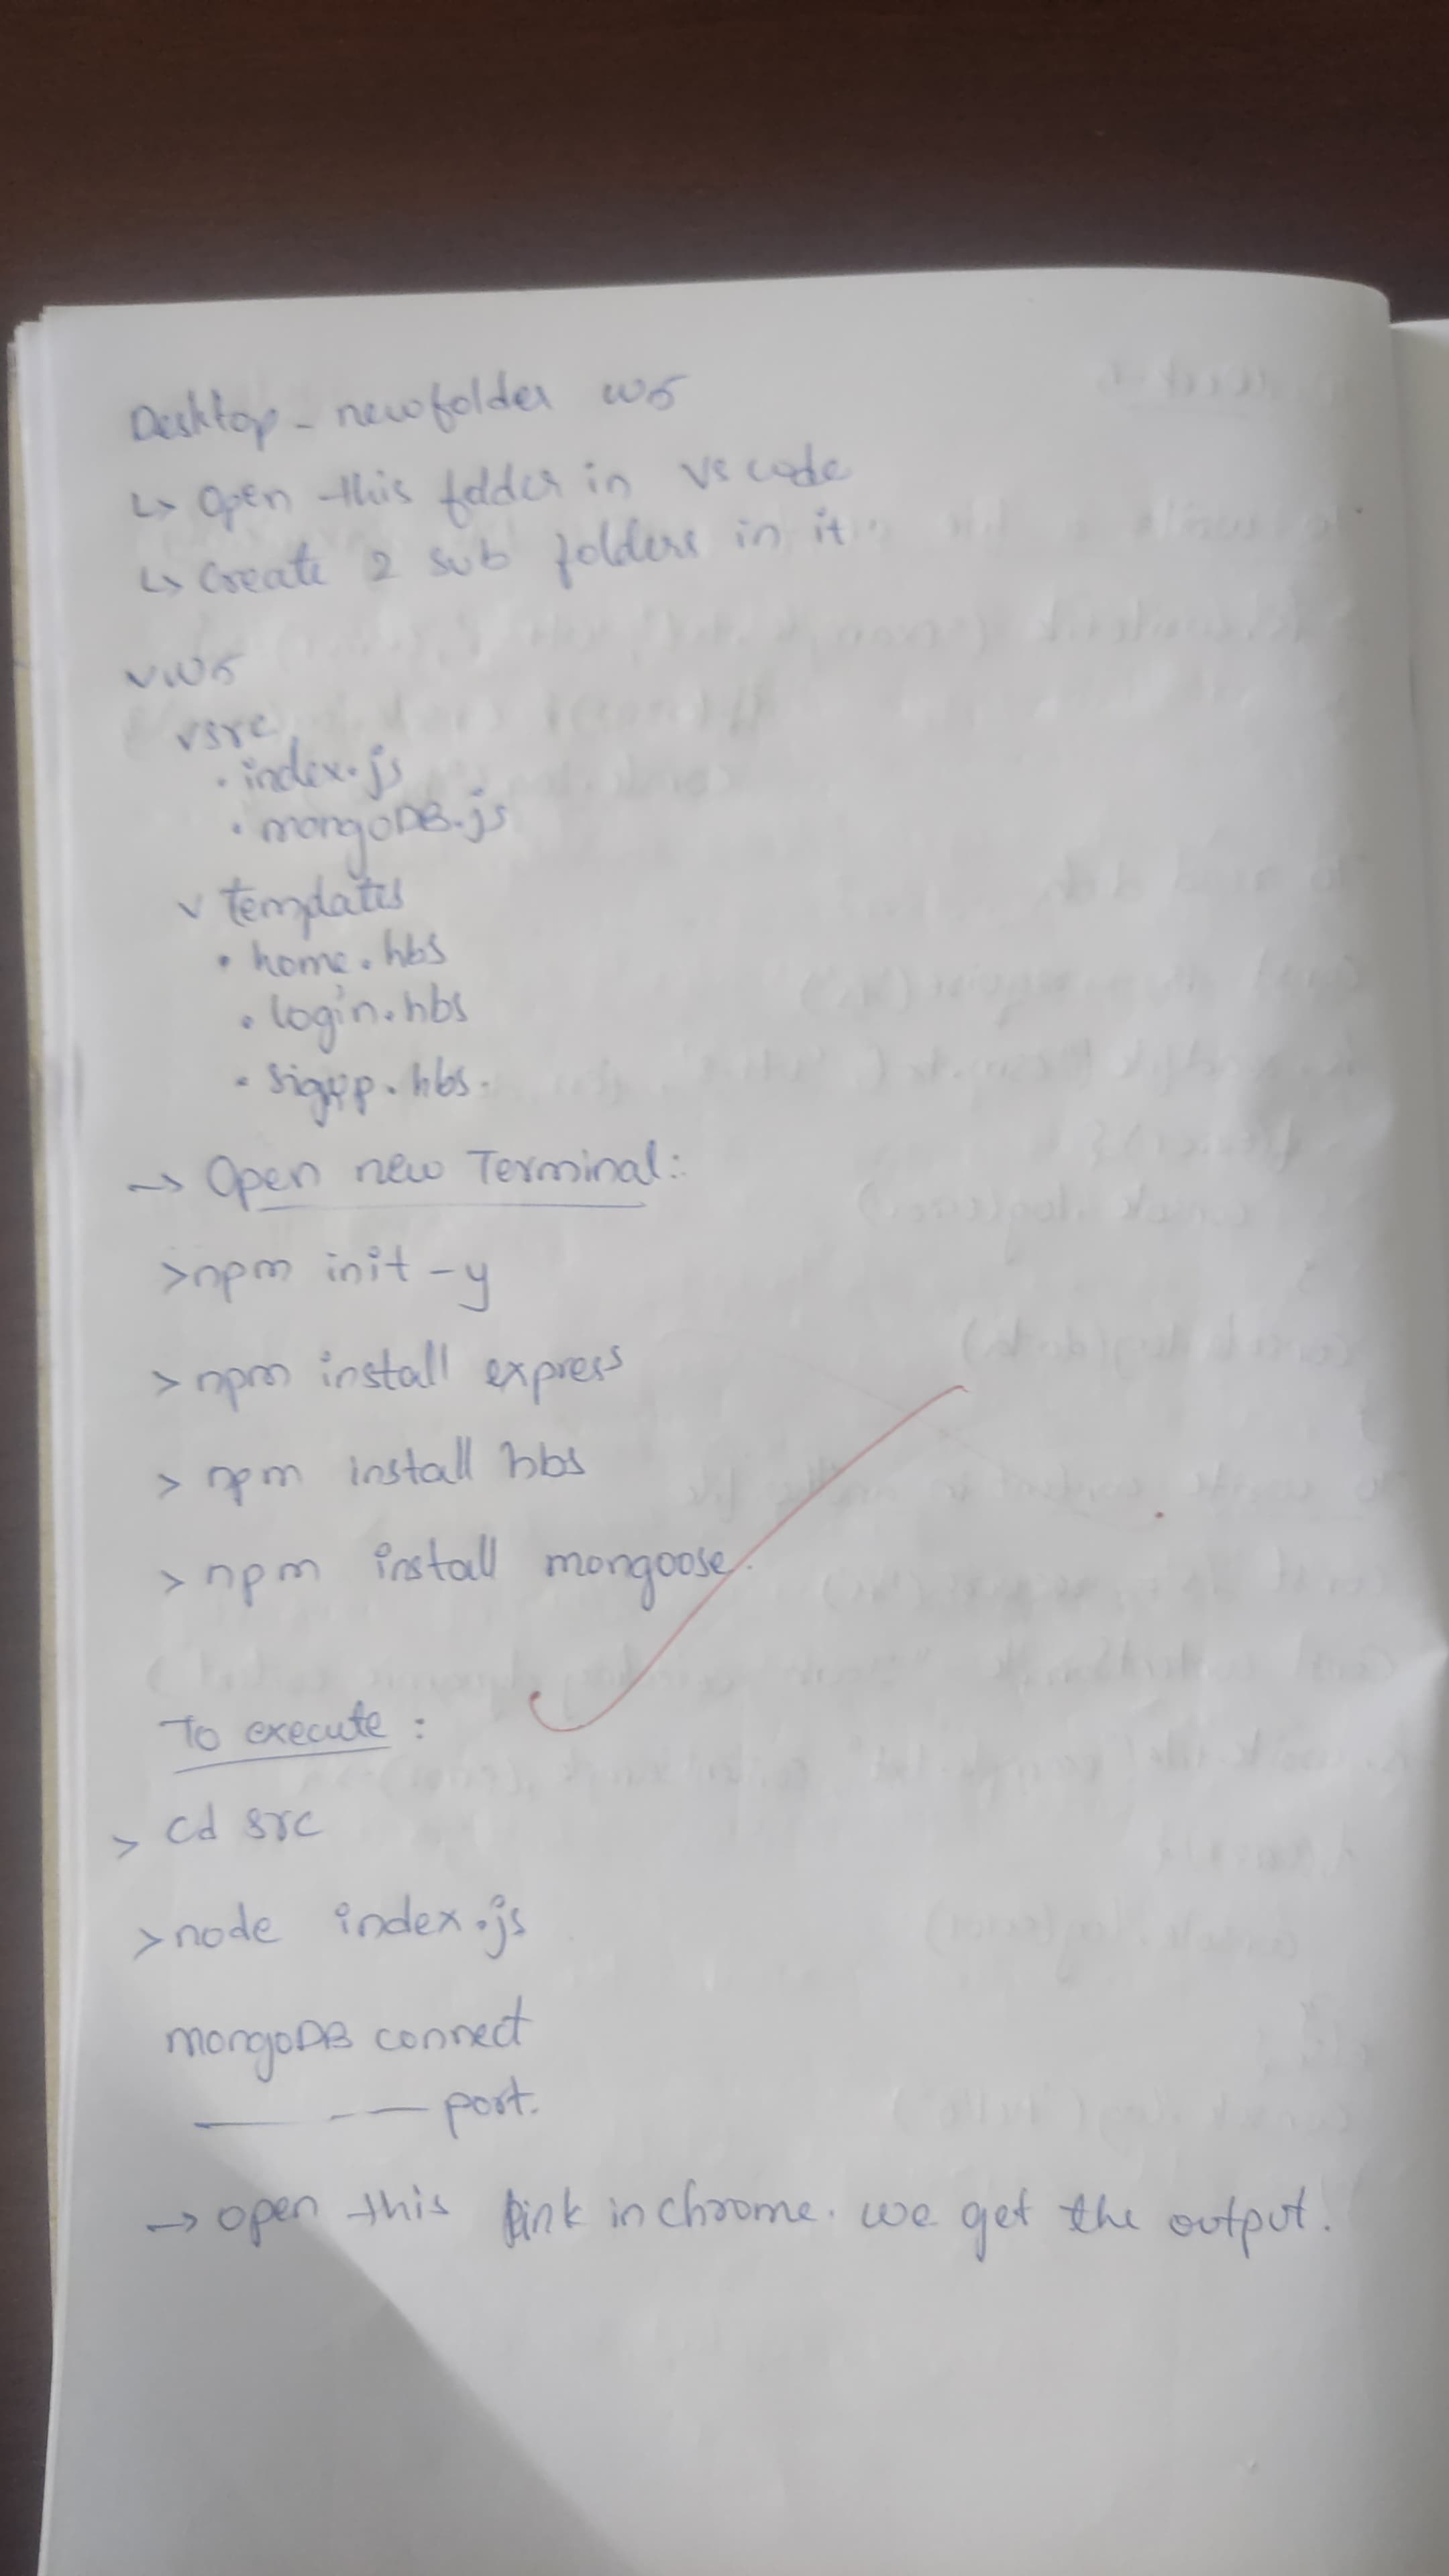 Desktop - newfolder w5
↳ Open this folder in vs code
↳ Create 2 sub folders in it
v w5
v src
• index.js
• mongoDB.js
v templates
• home.hbs
• login.hbs
• sigup.hbs.
→ Open new Terminal:
> npm init -y
> npm install express
> npm install hbs
> npm install mongoose.
To execute :
> cd src
> node index.js
mongoDB connect
——— port.
→ open this link in chrome. we get the output.